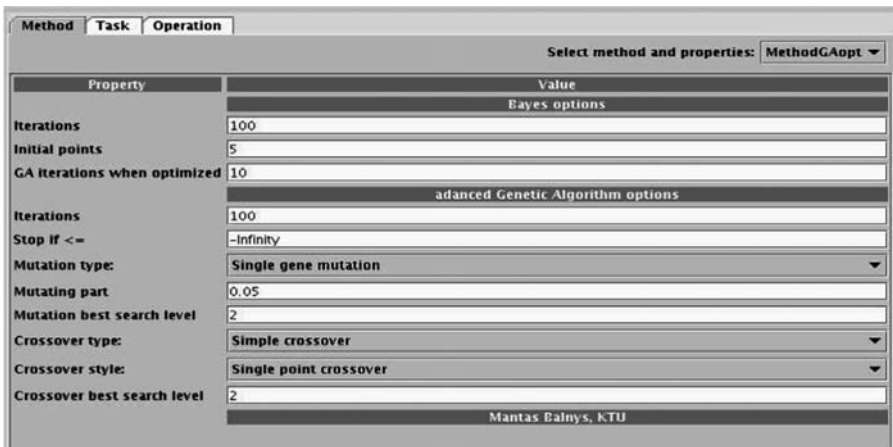 Method Task Operation
Select method and properties: MethodGAopt
Property Value
Bayes options
Iterations 100
Initial points 5
GA iterations when optimized 10
adanced Genetic Algorithm options
Iterations 100
Stop if <= -Infinity
Mutation type: Single gene mutation
Mutating part 0.05
Mutation best search level 2
Crossover type: Simple crossover
Crossover style: Single point crossover
Crossover best search level 2
Mantas Balnys, KTU